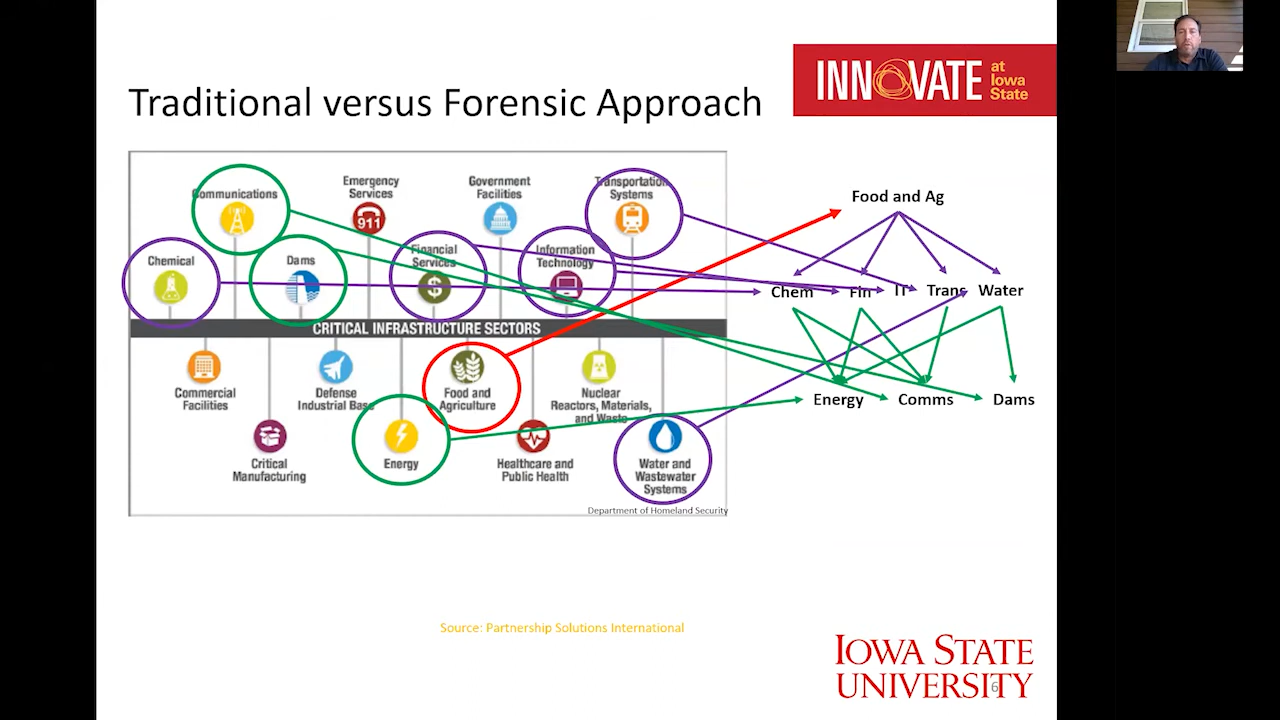 INNOVATE
at
Iowa
State
Traditional versus Forensic Approach
Communications
Emergency
Services
Government
Facilities
Transportation
Systems
911
Chemical
Dams
Financial
Services
Information
Technology
$
CRITICAL INFRASTRUCTURE SECTORS
Commercial
Facilities
Defense
Industrial Base
Food and
Agriculture
Nuclear
Reactors, Materials,
and Waste
Critical
Manufacturing
Energy
Healthcare and
Public Health
Water and
Wastewater
Systems
Department of Homeland Security
Food and Ag
Chem
Fin
IT
Trans
Water
Energy
Comms
Dams
Source: Partnership Solutions International
IOWA STATE
UNIVERSITY
6